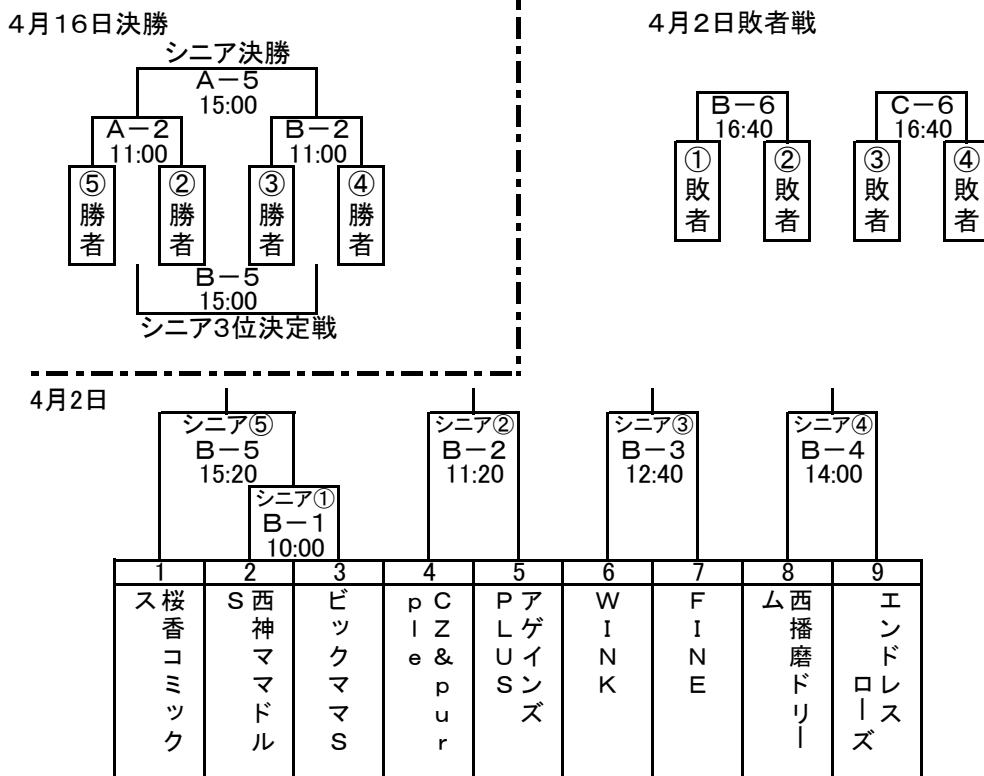 4月16日決勝
シニア決勝
A－5
15:00
A－2
11:00
B－2
11:00
⑤勝者
②勝者
③勝者
④勝者
B－5
15:00
シニア3位決定戦
4月2日敗者戦
B－6
16:40
C－6
16:40
①敗者
②敗者
③敗者
④敗者
4月2日
シニア⑤
B－5
15:20
シニア①
B－1
10:00
シニア②
B－2
11:20
シニア③
B－3
12:40
シニア④
B－4
14:00
1 2 3 4 5 6 7 8 9
桜香コミック
ス
西神ママドル
S
ビックママS
CZ&pur
ple
アゲインズ
PLUS
WINK
FINE
西播磨ドリー
ム
エンドレス
ローズ